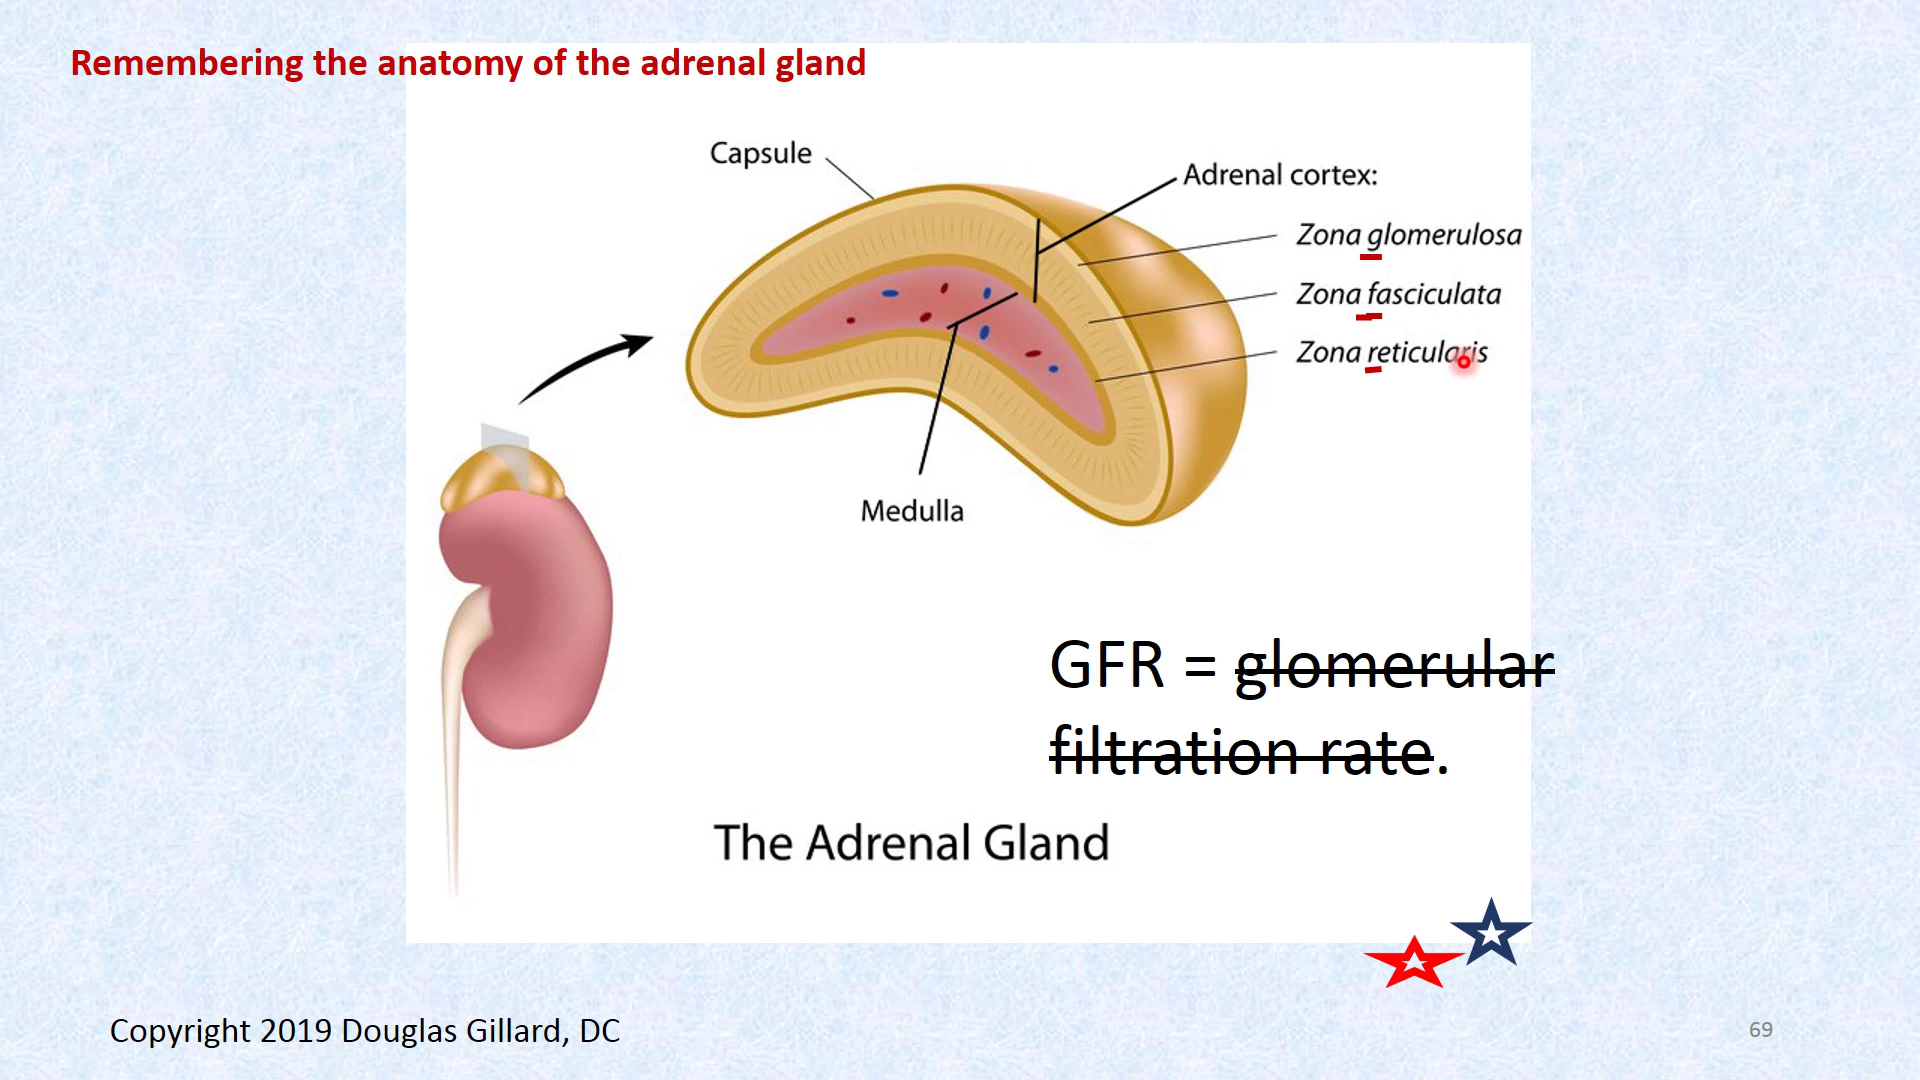 Remembering the anatomy of the adrenal gland
Capsule
Adrenal cortex:
Zona glomerulosa
Zona fasciculata
Zona reticularis
Medulla
GFR = glomerular
filtration rate.
The Adrenal Gland
Copyright 2019 Douglas Gillard, DC
69